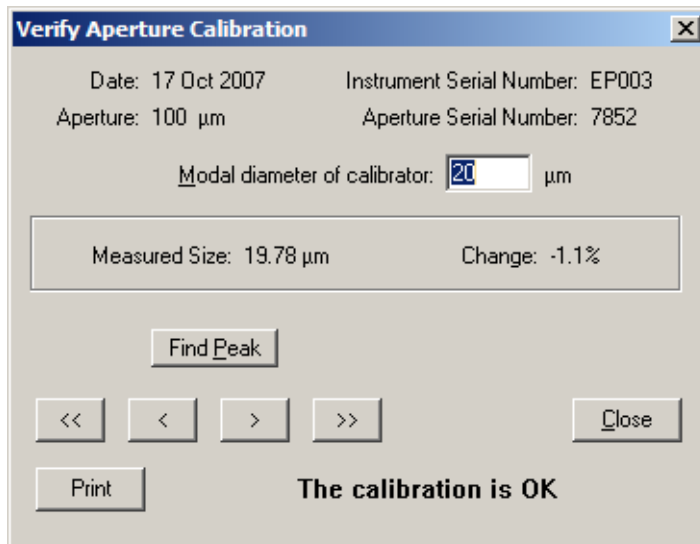 Verify Aperture Calibration
Date: 17 Oct 2007 Instrument Serial Number: EP003
Aperture: 100 µm Aperture Serial Number: 7852
Modal diameter of calibrator: 20 µm
Measured Size: 19.78 µm Change: -1.1%
Find Peak
<< < > >> Close
Print The calibration is OK